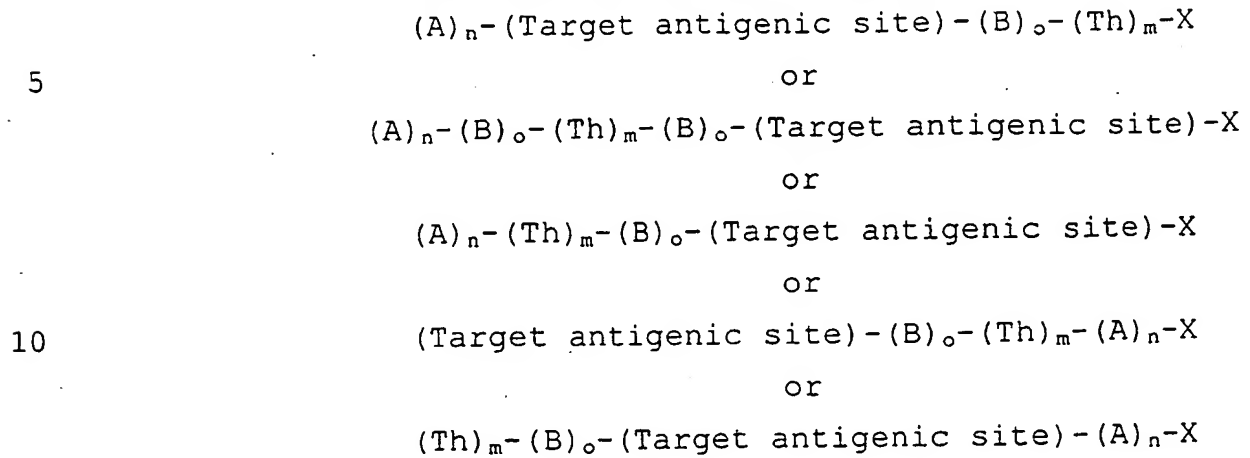 (A)ₙ-(Target antigenic site)-(B)ₒ-(Th)ₘ-X
5 or
(A)ₙ-(B)ₒ-(Th)ₘ-(B)ₒ-(Target antigenic site)-X
or
(A)ₙ-(Th)ₘ-(B)ₒ-(Target antigenic site)-X
or
10 (Target antigenic site)-(B)ₒ-(Th)ₘ-(A)ₙ-X
or
(Th)ₘ-(B)ₒ-(Target antigenic site)-(A)ₙ-X